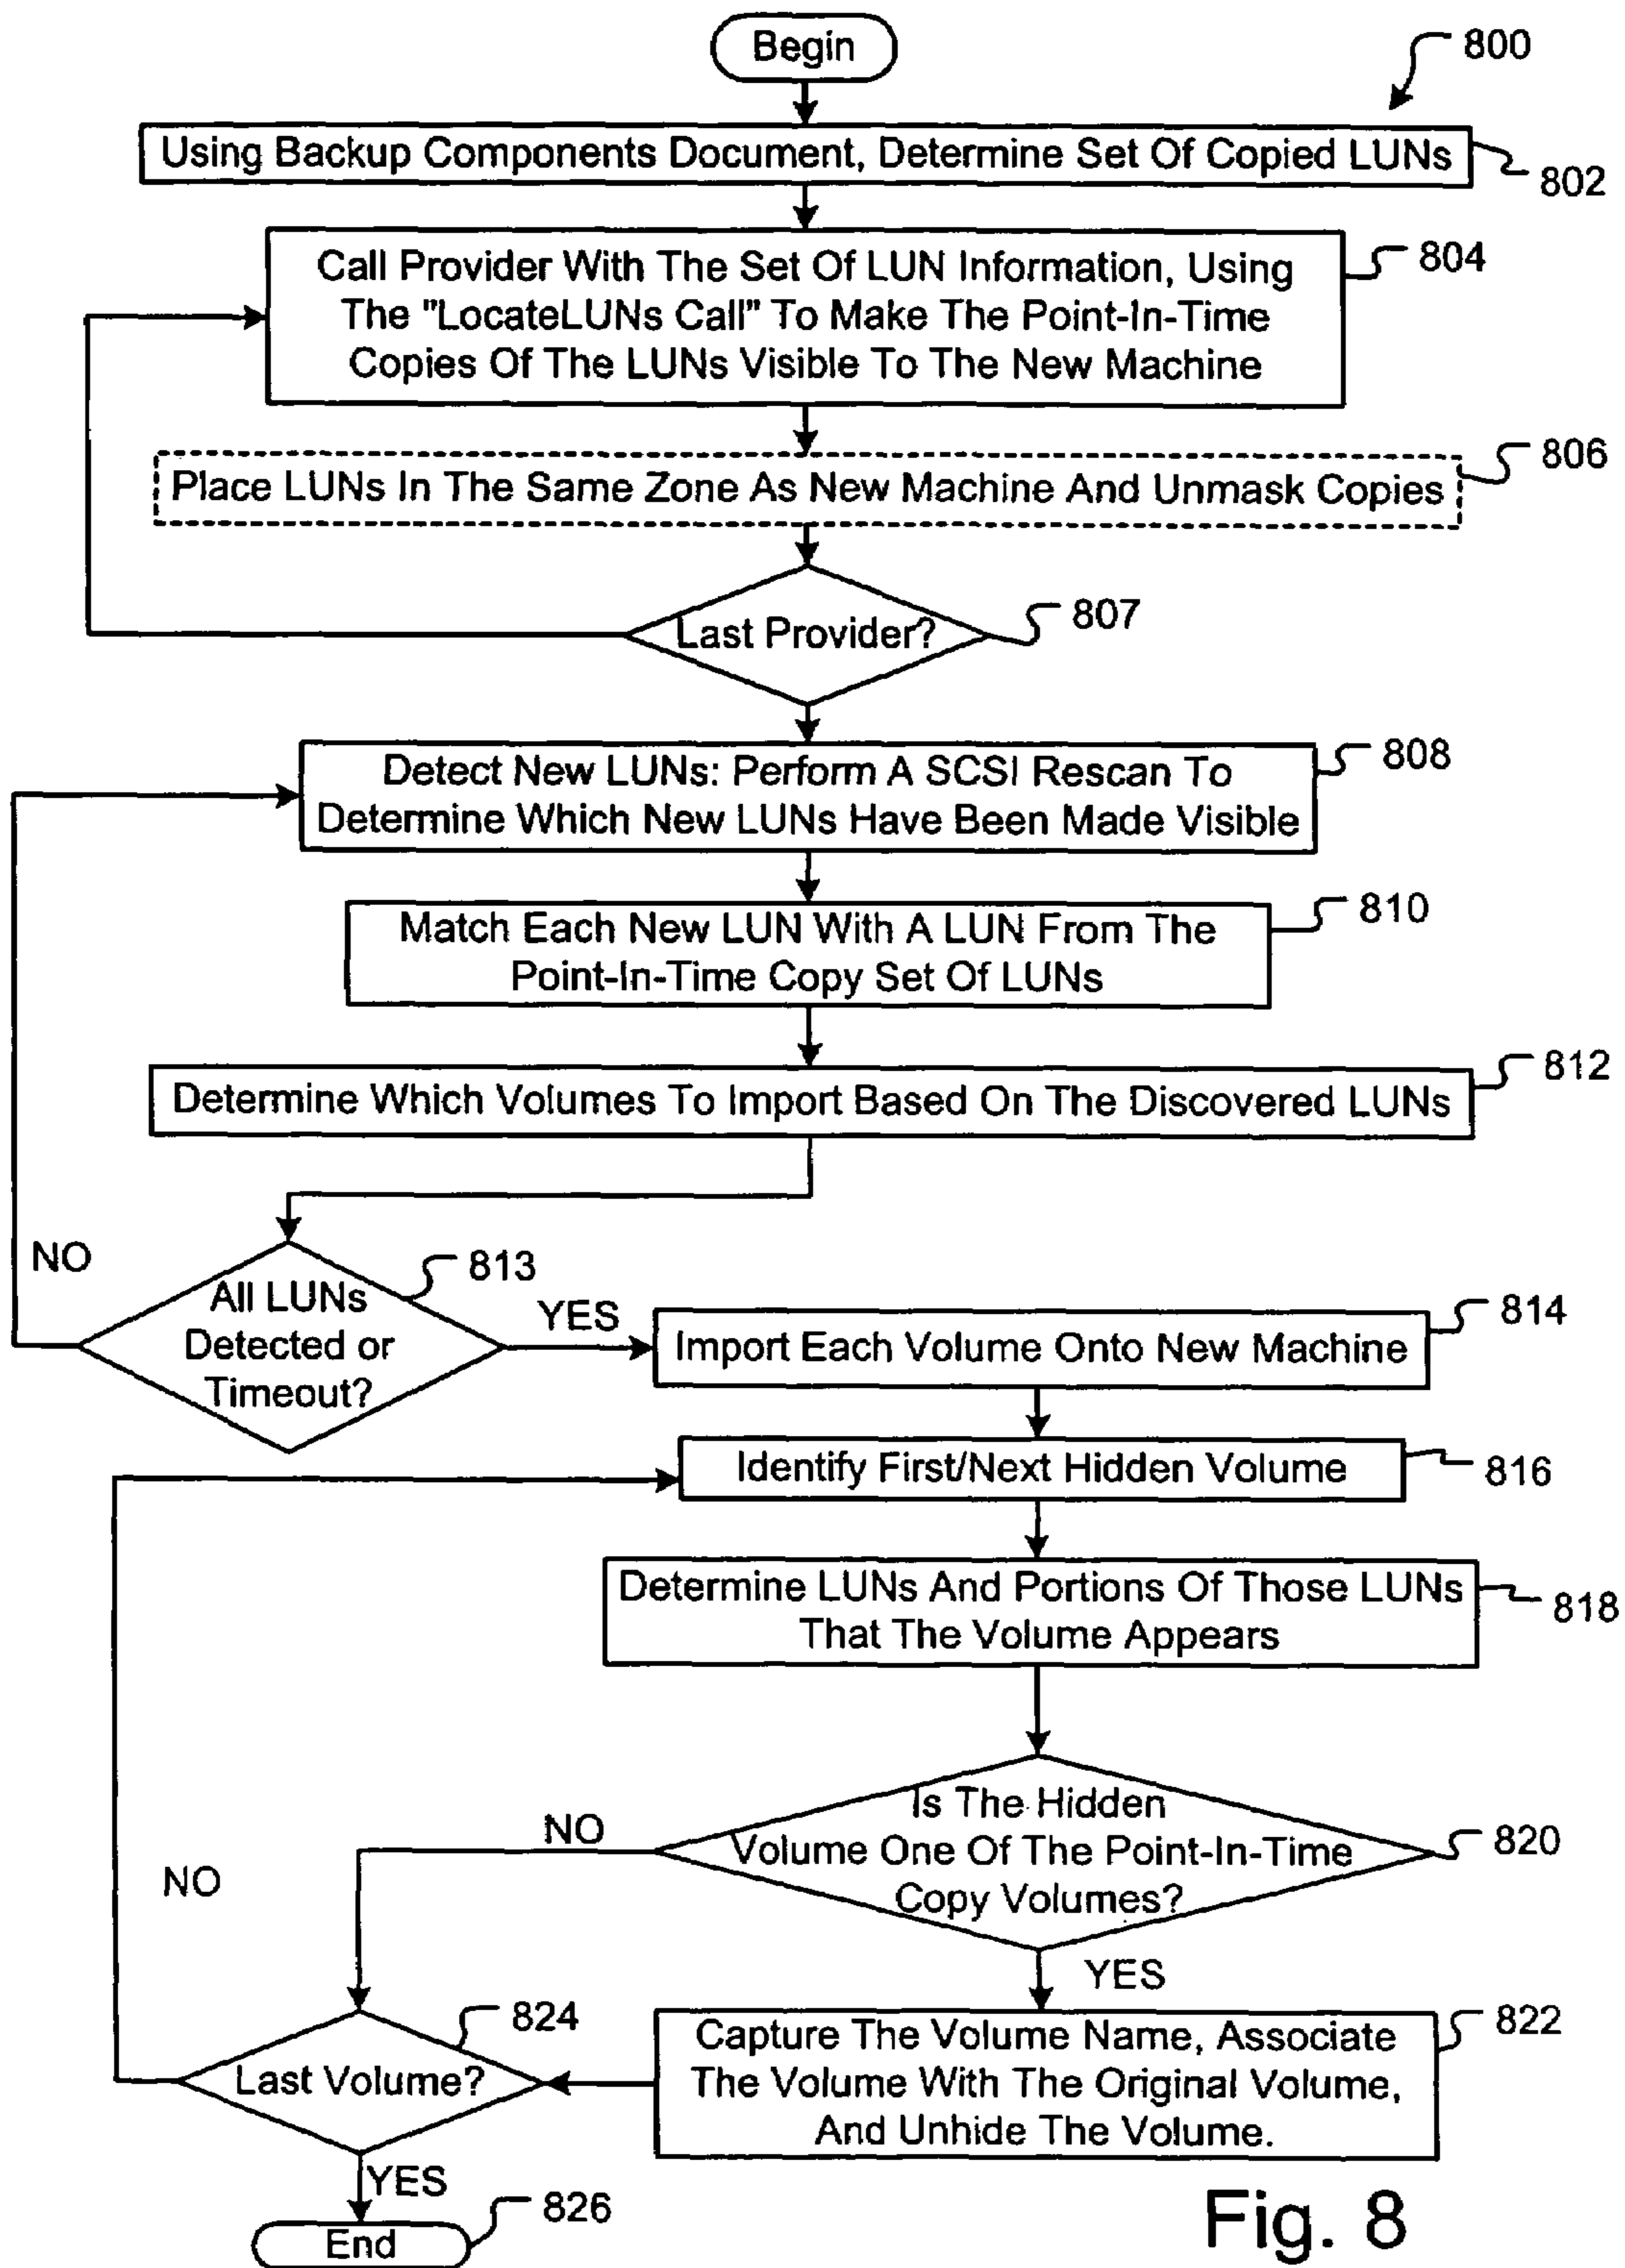 Begin
800
Using Backup Components Document, Determine Set Of Copied LUNs
802
Call Provider With The Set Of LUN Information, Using
The "LocateLUNs Call" To Make The Point-In-Time
Copies Of The LUNs Visible To The New Machine
804
Place LUNs In The Same Zone As New Machine And Unmask Copies
806
Last Provider?
807
Detect New LUNs: Perform A SCSI Rescan To
Determine Which New LUNs Have Been Made Visible
808
Match Each New LUN With A LUN From The
Point-In-Time Copy Set Of LUNs
810
Determine Which Volumes To Import Based On The Discovered LUNs
812
NO
All LUNs
Detected or
Timeout?
813
YES
Import Each Volume Onto New Machine
814
Identify First/Next Hidden Volume
816
Determine LUNs And Portions Of Those LUNs
That The Volume Appears
818
Is The Hidden
Volume One Of The Point-In-Time
Copy Volumes?
820
NO
NO
YES
Capture The Volume Name, Associate
The Volume With The Original Volume,
And Unhide The Volume.
822
Last Volume?
824
YES
End
826
Fig. 8